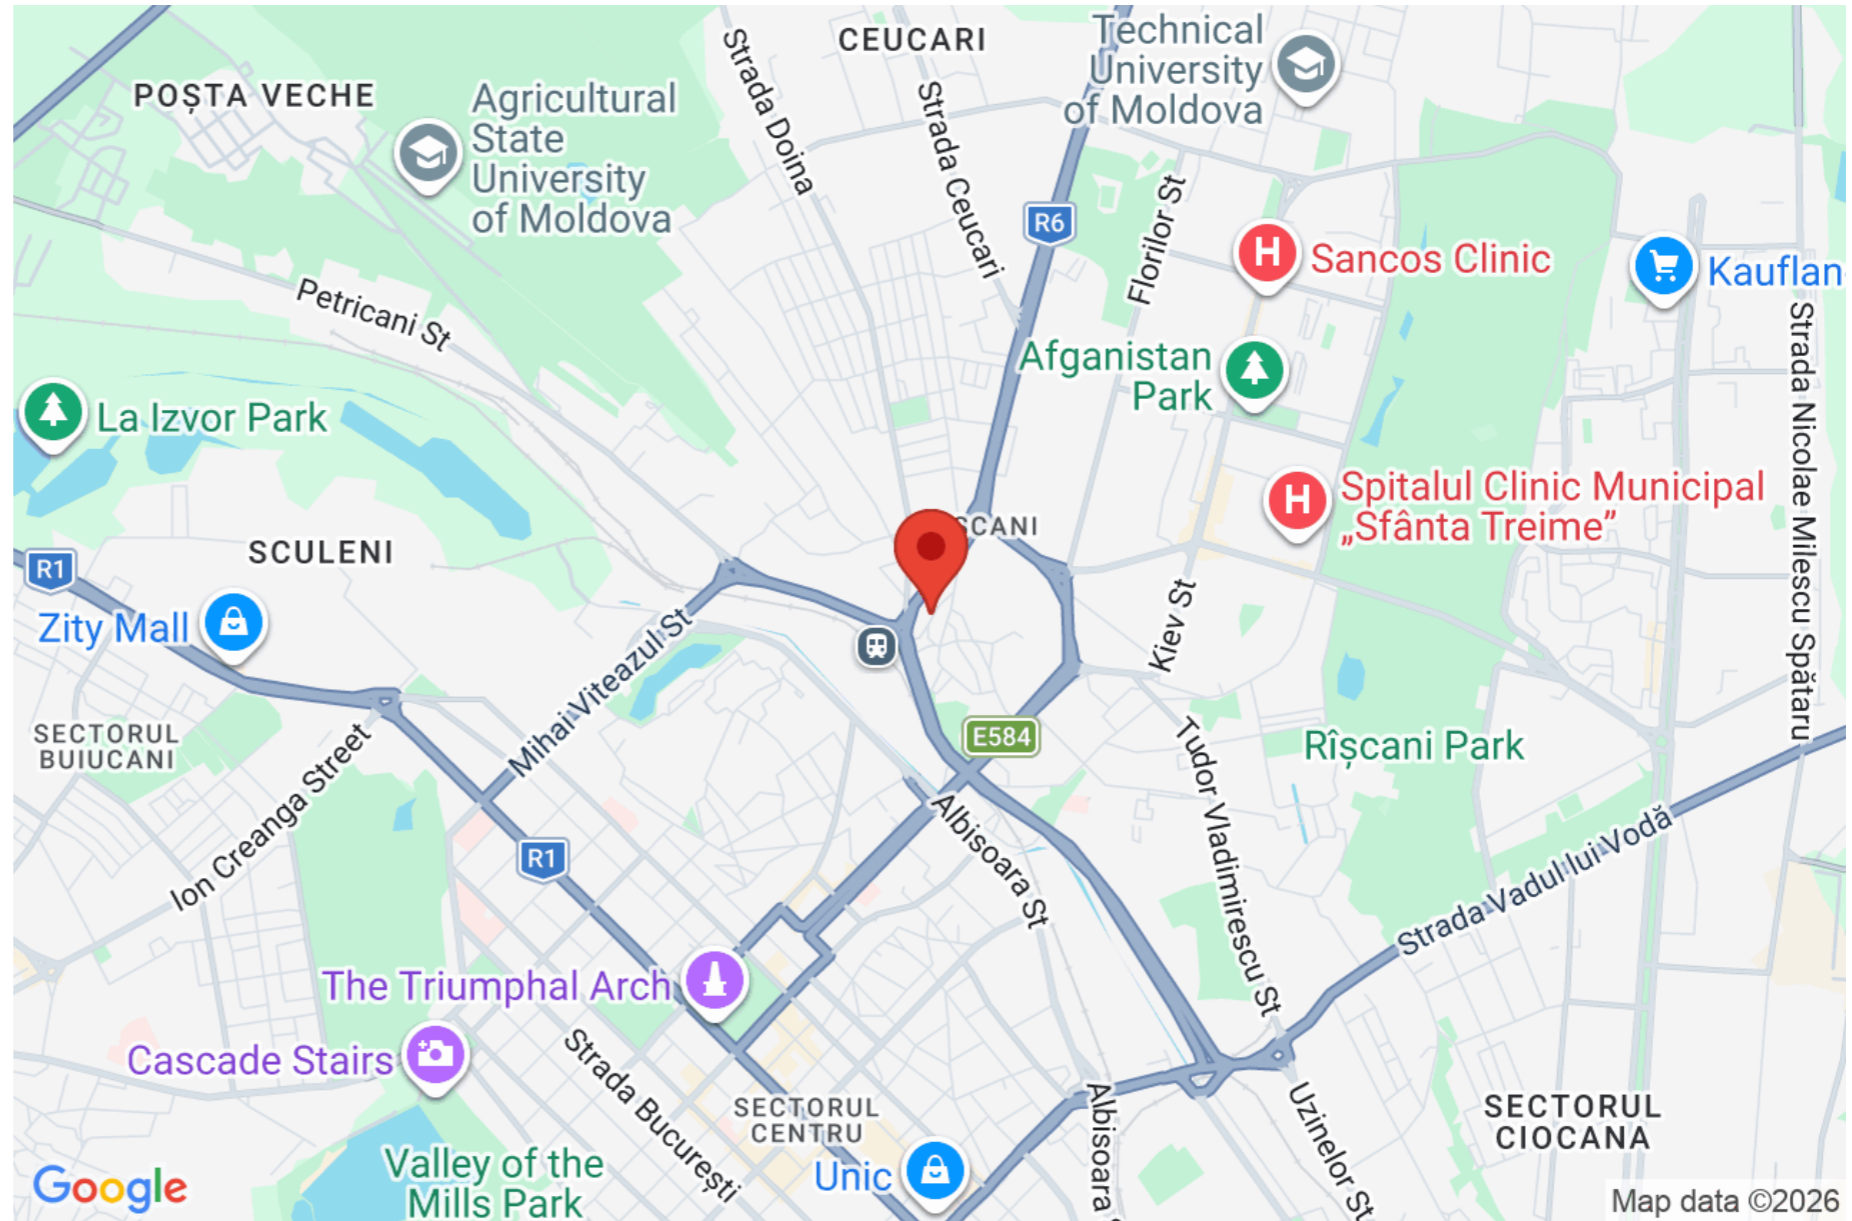 CEUCARI
Technical
University
of Moldova
POȘTA VECHE
Agricultural
State
University
of Moldova
Strada Doina
Strada Ceucari
R6
Florilor St
Sancos Clinic
Kauflan
Petricani St
Strada Nicolae Milescu Spătaru
Afganistan
Park
La Izvor Park
Spitalul Clinic Municipal
„Sfânta Treime”
SCANI
SCULENI
R1
Zity Mall
Mihai Viteazul St
Kiev St
SECTORUL
BUIUCANI
E584
Rîșcani Park
Ion Creanga Street
Tudor Vladimirescu St
R1
Albisoara St
Strada Vadul lui Vodă
The Triumphal Arch
Cascade Stairs
Strada București
SECTORUL
CENTRU
Albisoara S
Uzinelor St
SECTORUL
CIOCANA
Valley of the
Mills Park
Unic
Google
Map data ©2026